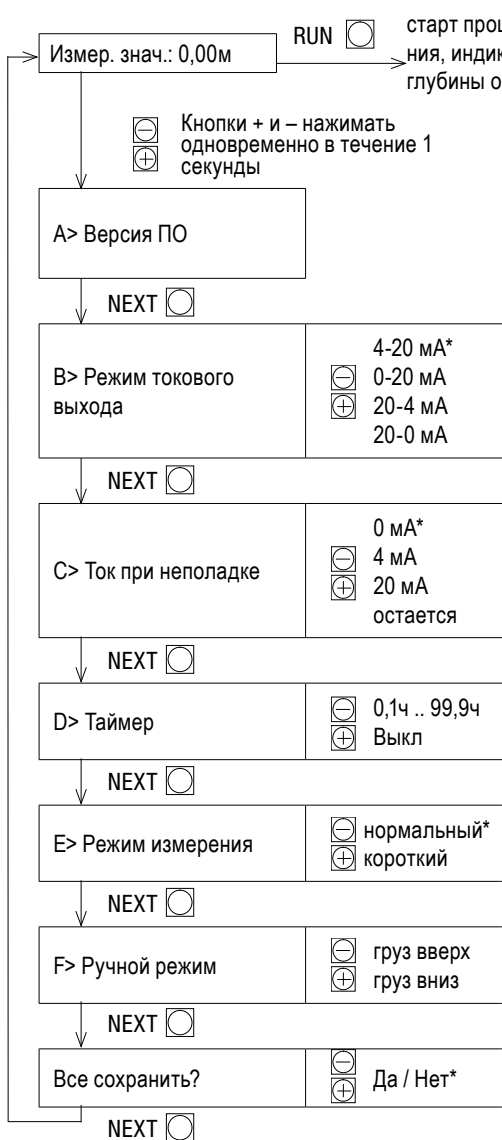 Измер. знач.: 0,00м
RUN
старт
глубины
Кнопки + и – нажимать
одновременно в течение 1
секунды
A> Версия ПО
NEXT
B> Режим токового
выхода
4-20 мА*
0-20 мА
20-4 мА
20-0 мА
NEXT
C> Ток при неполадке
0 мА*
4 мА
20 мА
остается
NEXT
D> Таймер
0,1ч .. 99,9ч
Выкл
NEXT
E> Режим измерения
нормальный*
короткий
NEXT
F> Ручной режим
груз вверх
груз вниз
NEXT
Все сохранить?
Да / Нет*
NEXT